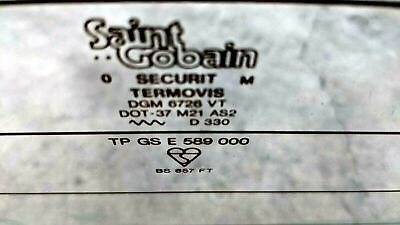 Saint
Gobain
0 SECURIT M
TERMOVIS
DGM 6726 VT
DOT-37 M21 AS2
D 330
TP GS E 589 000
BS 857 FT